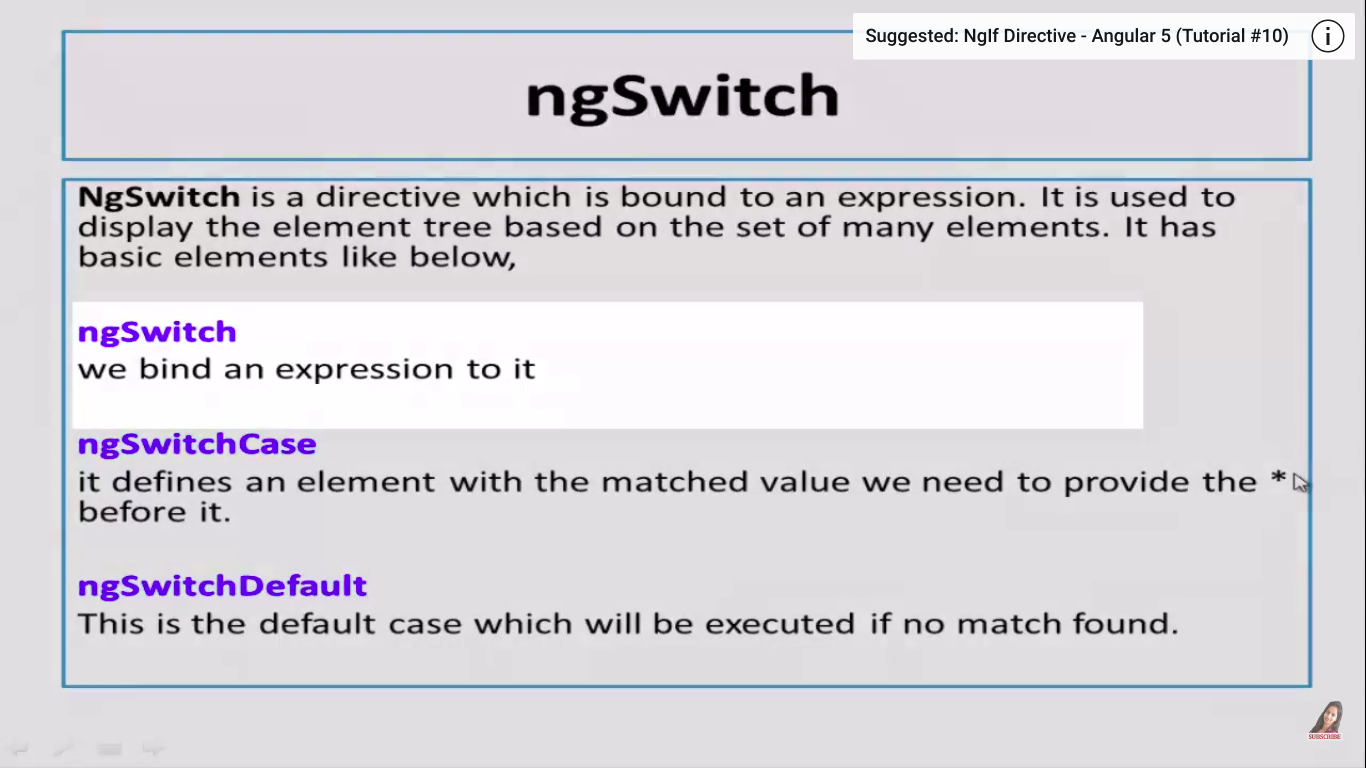 Suggested: NgIf Directive - Angular 5 (Tutorial #10)
ngSwitch
NgSwitch is a directive which is bound to an expression. It is used to
display the element tree based on the set of many elements. It has
basic elements like below,
ngSwitch
we bind an expression to it
ngSwitchCase
it defines an element with the matched value we need to provide the *
before it.
ngSwitchDefault
This is the default case which will be executed if no match found.
SUBSCRIBE